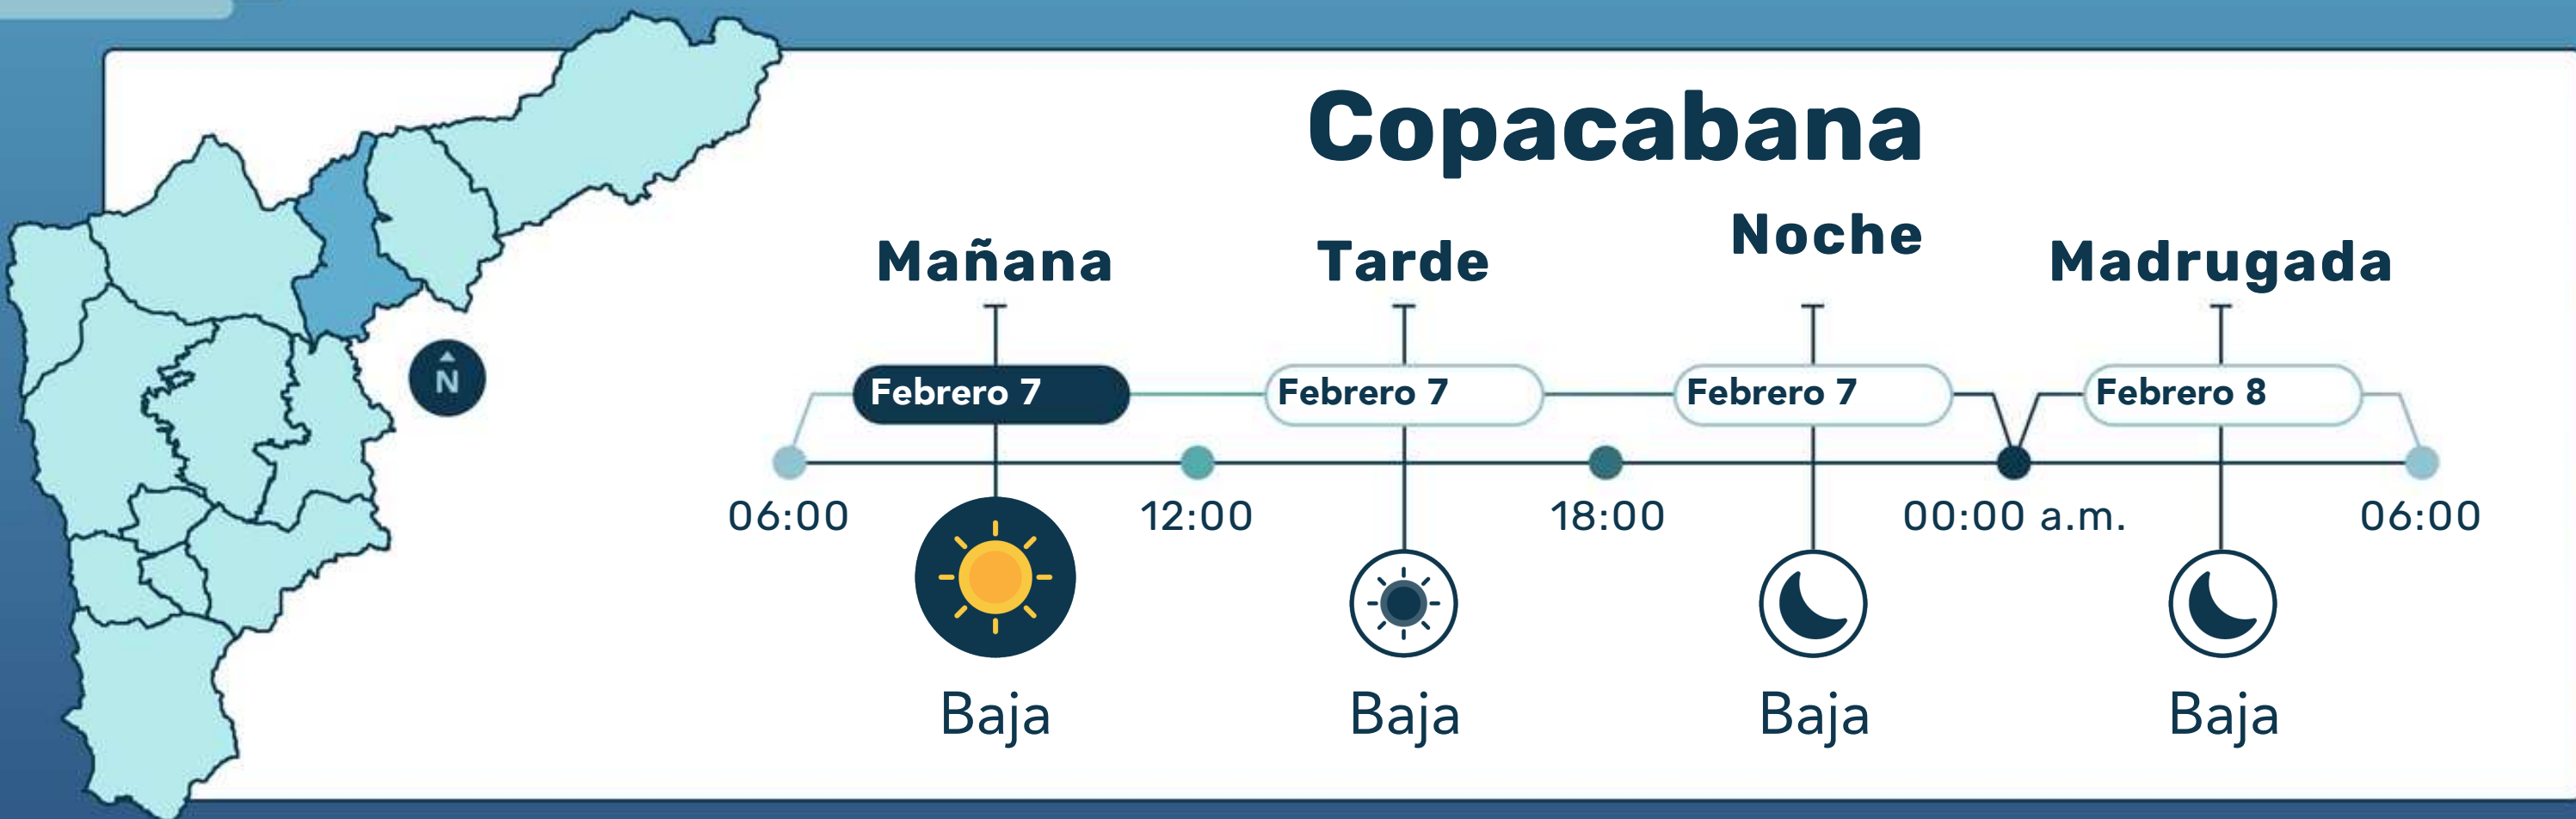 Copacabana
Mañana Tarde Noche Madrugada
Febrero 7 Febrero 7 Febrero 7 Febrero 8
N
06:00 12:00 18:00 00:00 a.m. 06:00
Baja Baja Baja Baja